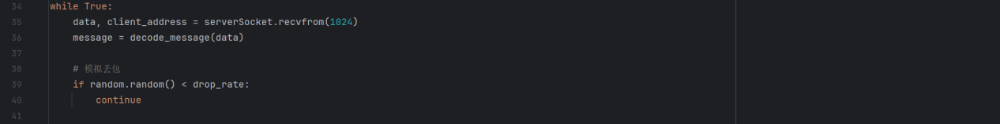 34 while True:
35 data, client_address = serverSocket.recvfrom(1024)
36 message = decode_message(data)
37
38 # 模拟丢包
39 if random.random() < drop_rate:
40 continue
41